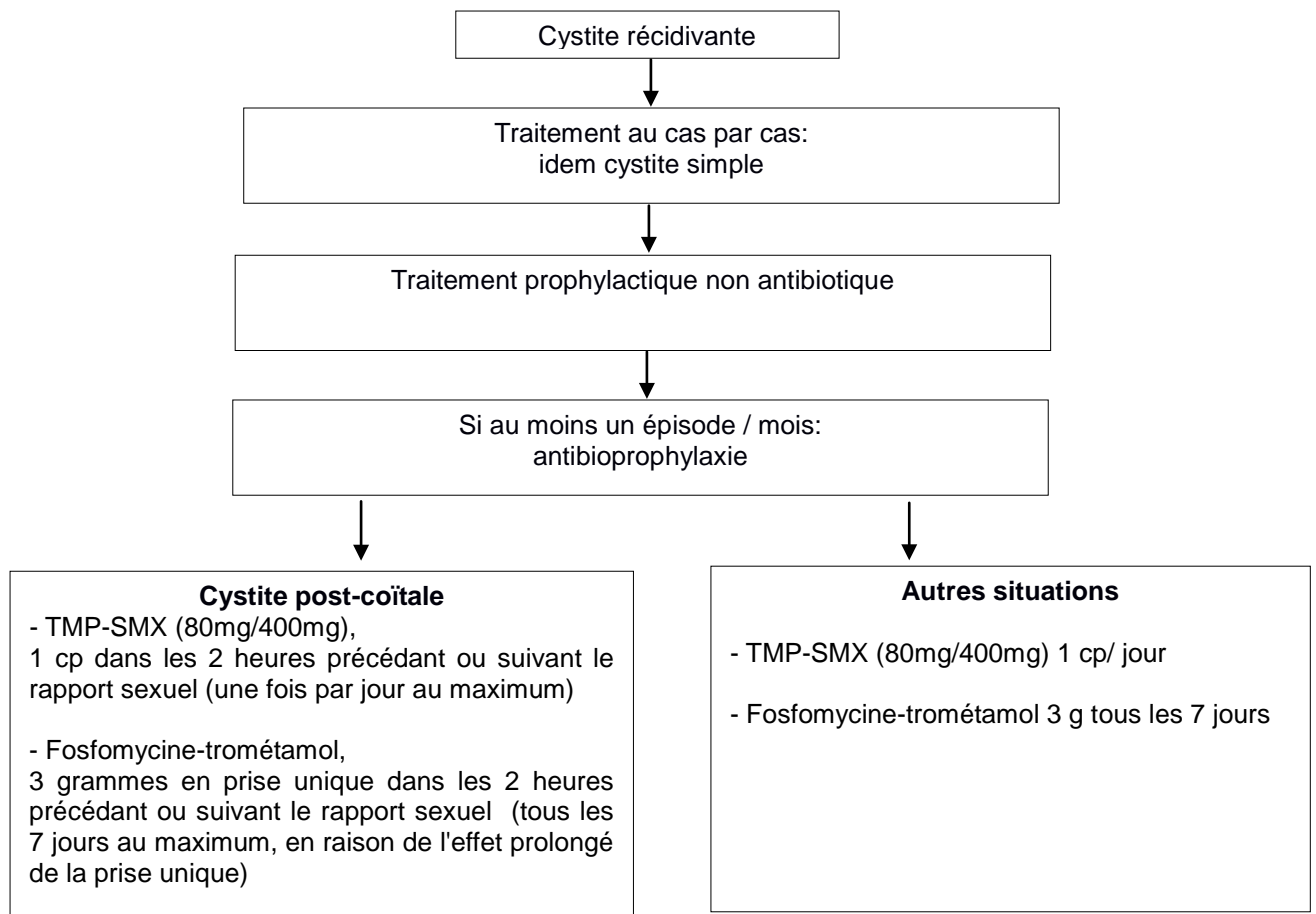 Cystite récidivante
Traitement au cas par cas:
idem cystite simple
Traitement prophylactique non antibiotique
Si au moins un épisode / mois:
antibioprophylaxie
Cystite post-coïtale
- TMP-SMX (80mg/400mg),
1 cp dans les 2 heures précédant ou suivant le
rapport sexuel (une fois par jour au maximum)
- Fosfomycine-trométamol,
3 grammes en prise unique dans les 2 heures
précédant ou suivant le rapport sexuel (tous les
7 jours au maximum, en raison de l'effet prolongé
de la prise unique)
Autres situations
- TMP-SMX (80mg/400mg) 1 cp/ jour
- Fosfomycine-trométamol 3 g tous les 7 jours